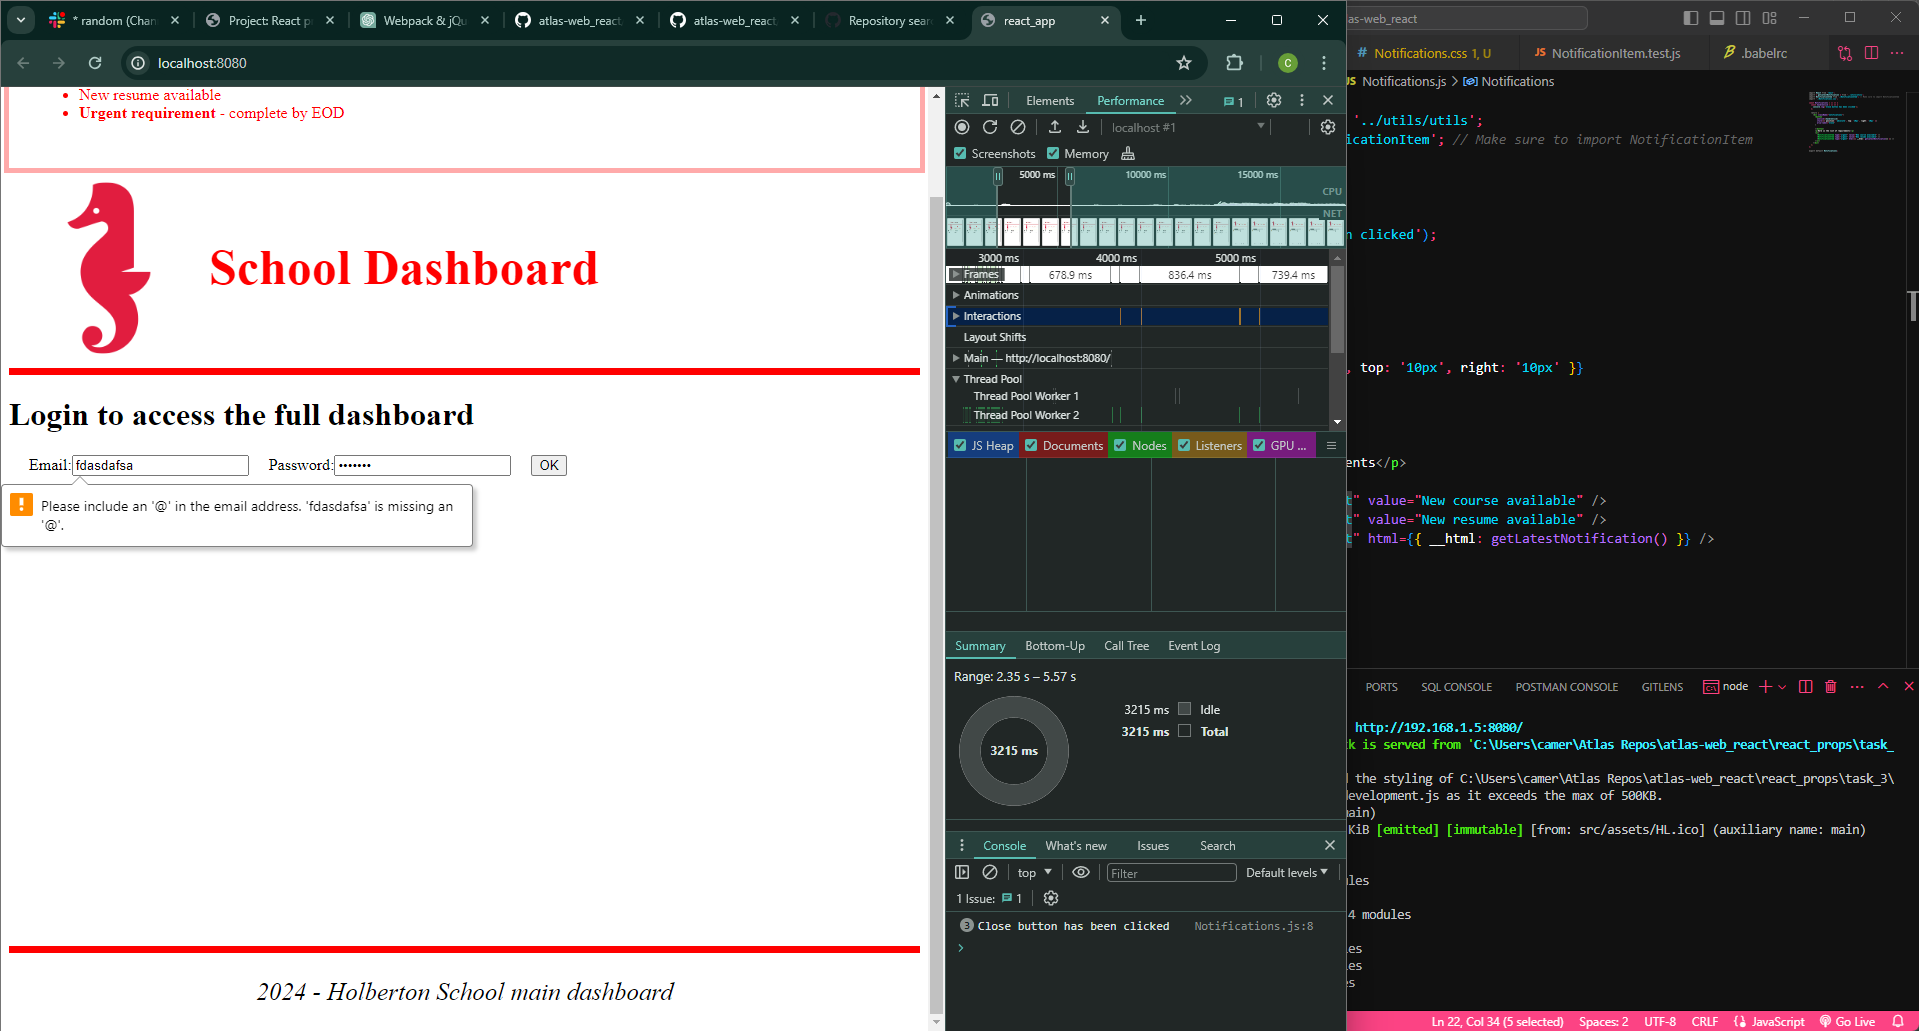 * random (Chan
Project: React p
Webpack & jQu
atlas-web_react
atlas-web_react
Repository sear
react_app
as-web_react
localhost:8080
C
Notifications.css 1, U
JS NotificationItem.test.js
.babelrc
Notifications.js > Notifications
New resume available
Urgent requirement - complete by EOD
School Dashboard
Login to access the full dashboard
Email:
fdasdafsa
Password:
•••••••
OK
Please include an '@' in the email address. 'fdasdafsa' is missing an
'@'.
2024 - Holberton School main dashboard
Elements
Performance
1
localhost #1
Screenshots
Memory
5000 ms
10000 ms
15000 ms
CPU
NET
3000 ms
4000 ms
5000 ms
Frames
678.9 ms
836.4 ms
739.4 ms
Animations
Interactions
Layout Shifts
Main — http://localhost:8080/
Thread Pool
Thread Pool Worker 1
Thread Pool Worker 2
JS Heap
Documents
Nodes
Listeners
GPU ...
Summary
Bottom-Up
Call Tree
Event Log
Range: 2.35 s – 5.57 s
3215 ms
3215 ms Idle
3215 ms Total
Console
What's new
Issues
Search
top
Filter
Default levels
1 Issue: 1
3 Close button has been clicked
Notifications.js:8
'../utils/utils';
icationItem'; // Make sure to import NotificationItem
n clicked');
, top: '10px', right: '10px' }}
ents</p>
t" value="New course available" />
t" value="New resume available" />
t" html={{ __html: getLatestNotification() }} />
PORTS
SQL CONSOLE
POSTMAN CONSOLE
GITLENS
node
http://192.168.1.5:8080/
k is served from 'C:\Users\camer\Atlas Repos\atlas-web_react\react_props\task_
d the styling of C:\Users\camer\Atlas Repos\atlas-web_react\react_props\task_3\
development.js as it exceeds the max of 500KB.
main)
KiB [emitted] [immutable] [from: src/assets/HL.ico] (auxiliary name: main)
les
4 modules
les
les
es
Ln 22, Col 34 (5 selected)
Spaces: 2
UTF-8
CRLF
JavaScript
Go Live